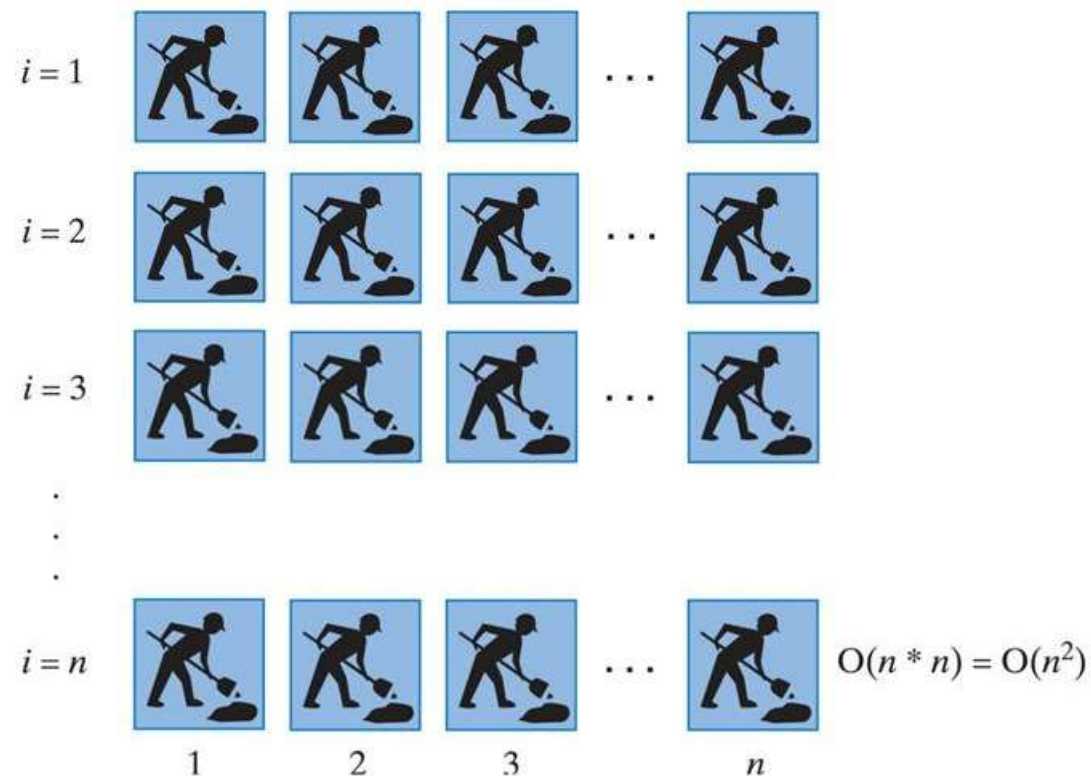 i = 1 ...
i = 2 ...
i = 3 ...
.
.
.
i = n ... O(n * n) = O(n²)
1 2 3 n